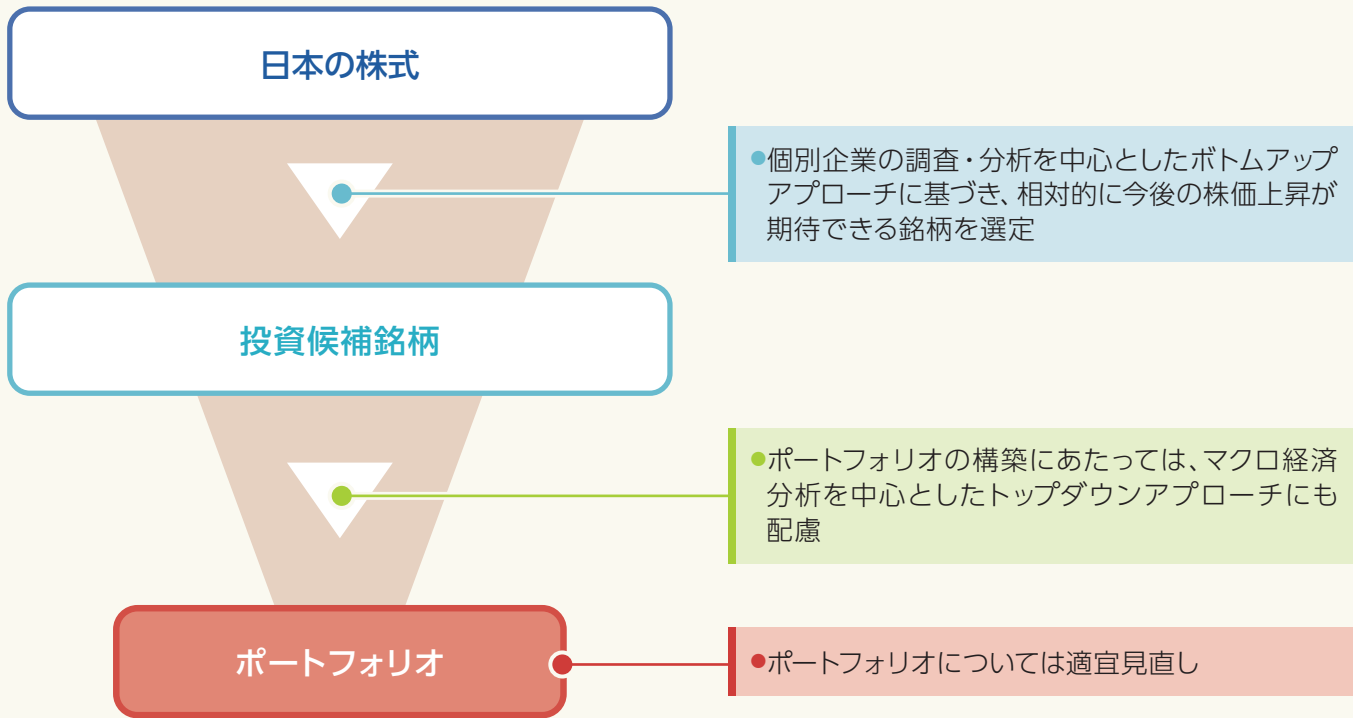 日本の株式
●個別企業の調査・分析を中心としたボトムアップ
アプローチに基づき、相対的に今後の株価上昇が
期待できる銘柄を選定
投資候補銘柄
●ポートフォリオの構築にあたっては、マクロ経済
分析を中心としたトップダウンアプローチにも
配慮
ポートフォリオ
●ポートフォリオについては適宜見直し